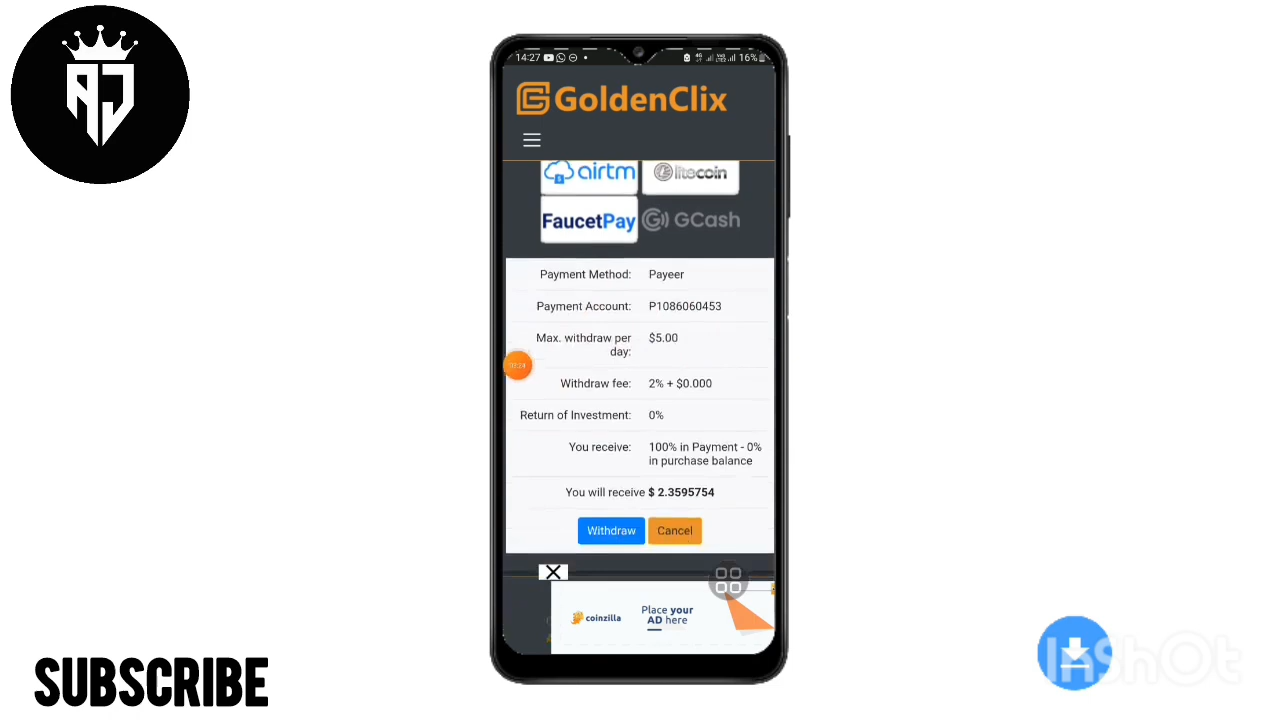 AJ
14:27
16%
GoldenClix
airtm
litecoin
FaucetPay
GCash
Payment Method: Payeer
Payment Account: P1086060453
Max. withdraw per day: $5.00
Withdraw fee: 2% + $0.000
Return of Investment: 0%
You receive: 100% in Payment - 0%
in purchase balance
You will receive $ 2.3595754
Withdraw Cancel
X
coinzilla
Place your
AD here
SUBSCRIBE
InShOt